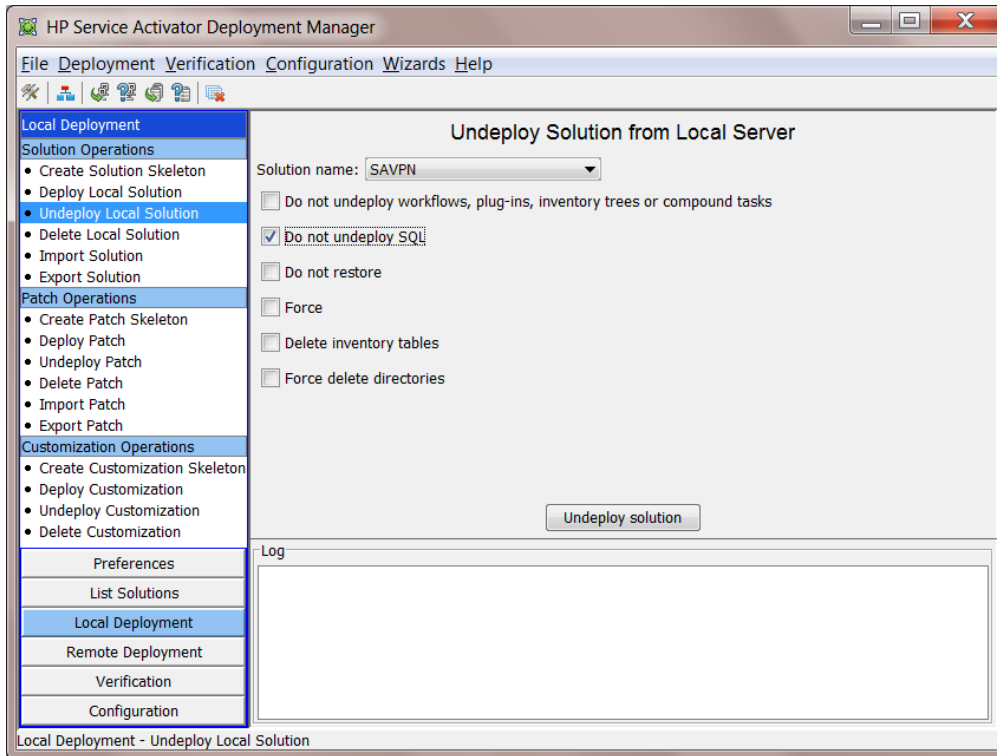 HP Service Activator Deployment Manager
File Deployment Verification Configuration Wizards Help
Local Deployment
Solution Operations
• Create Solution Skeleton
• Deploy Local Solution
• Undeploy Local Solution
• Delete Local Solution
• Import Solution
• Export Solution
Patch Operations
• Create Patch Skeleton
• Deploy Patch
• Undeploy Patch
• Delete Patch
• Import Patch
• Export Patch
Customization Operations
• Create Customization Skeleton
• Deploy Customization
• Undeploy Customization
• Delete Customization
Preferences
List Solutions
Local Deployment
Remote Deployment
Verification
Configuration
Undeploy Solution from Local Server
Solution name: SAVPN
Do not undeploy workflows, plug-ins, inventory trees or compound tasks
Do not undeploy SQL
Do not restore
Force
Delete inventory tables
Force delete directories
Undeploy solution
Log
Local Deployment - Undeploy Local Solution